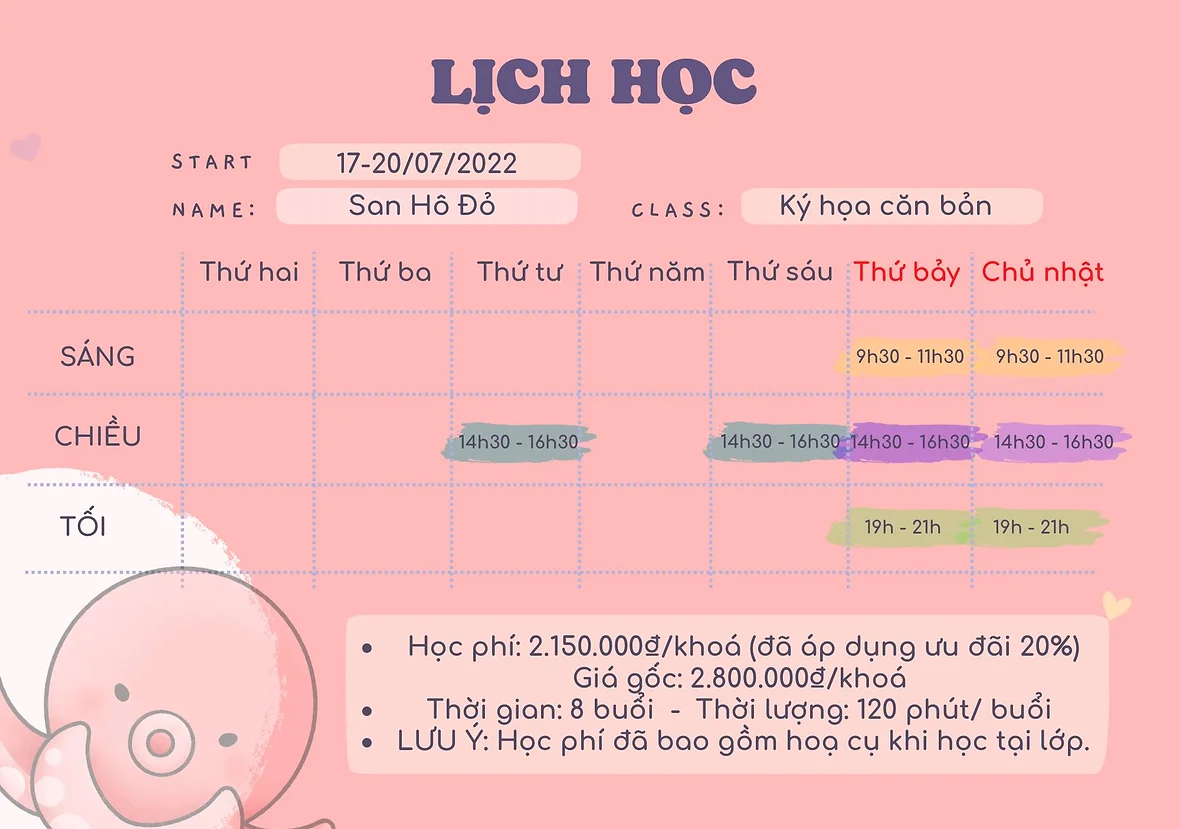 LỊCH HỌC
START 17-20/07/2022
NAME: San Hô Đỏ CLASS: Ký họa căn bản
Thứ hai Thứ ba Thứ tư Thứ năm Thứ sáu Thứ bảy Chủ nhật
SÁNG 9h30 - 11h30 9h30 - 11h30
CHIỀU 14h30 - 16h30 14h30 - 16h30 14h30 - 16h30 14h30 - 16h30
TỐI 19h - 21h 19h - 21h
• Học phí: 2.150.000₫/khoá (đã áp dụng ưu đãi 20%)
Giá gốc: 2.800.000₫/khoá
• Thời gian: 8 buổi - Thời lượng: 120 phút/ buổi
• LƯU Ý: Học phí đã bao gồm hoạ cụ khi học tại lớp.